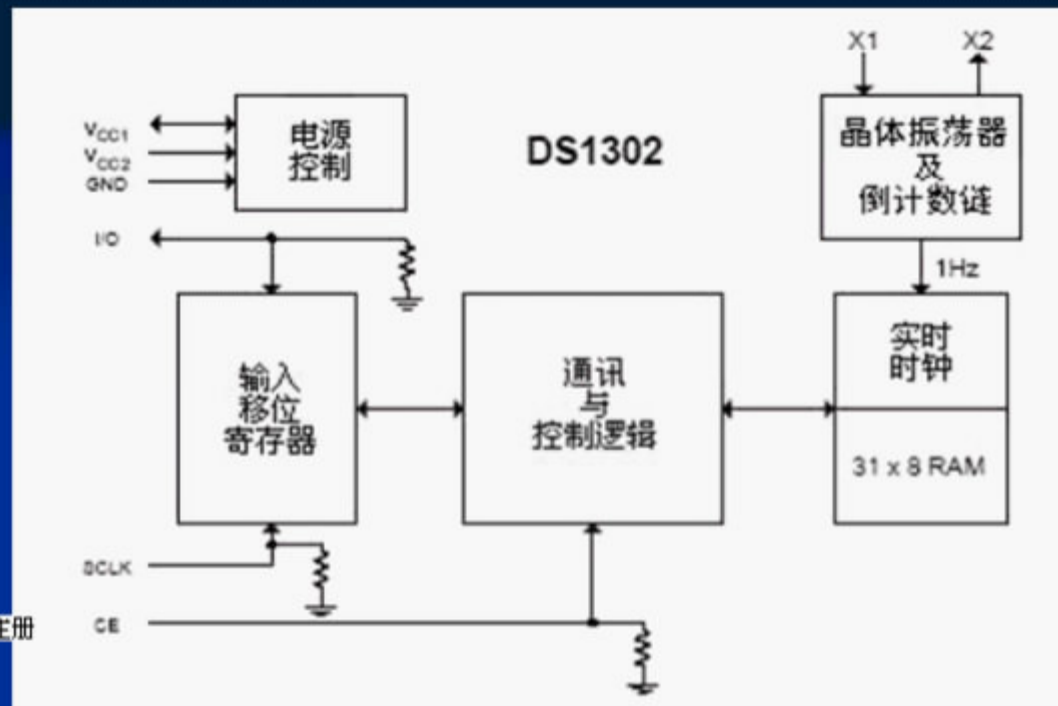 X1
X2
VCC1
VCC2
GND
电源
控制
DS1302
晶体振荡器
及
倒计数链
I/O
1Hz
输入
移位
寄存器
通讯
与
控制逻辑
实时
时钟
31 x 8 RAM
SCLK
CE
册